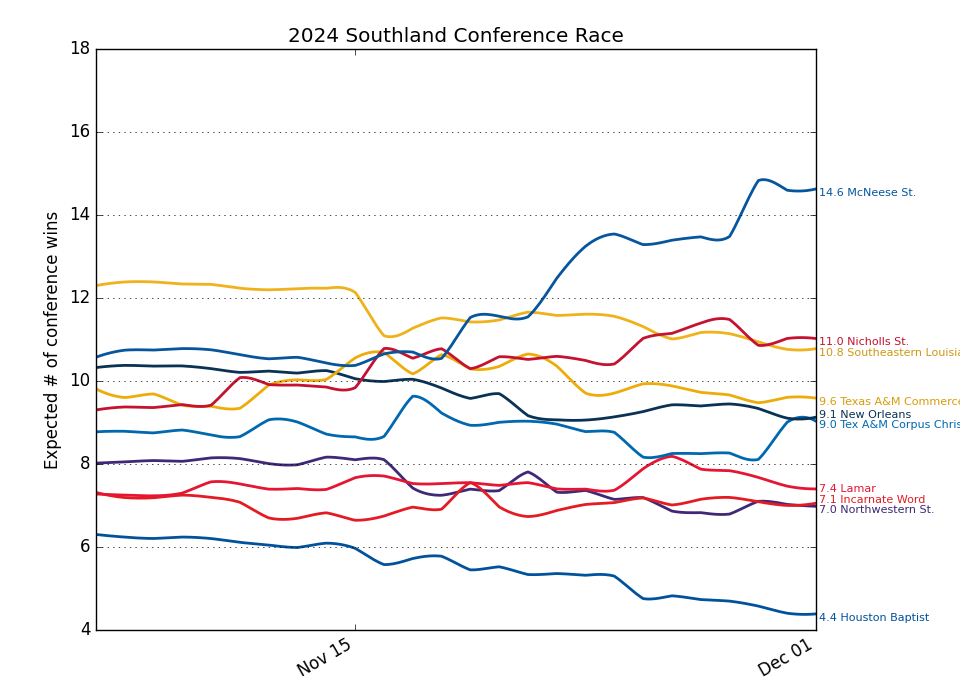 2024 Southland Conference Race
Expected # of conference wins
18
16
14
12
10
8
6
4
14.6 McNeese St.
11.0 Nicholls St.
10.8 Southeastern Louisia
9.6 Texas A&M Commerce
9.1 New Orleans
9.0 Tex A&M Corpus Chris
7.4 Lamar
7.1 Incarnate Word
7.0 Northwestern St.
4.4 Houston Baptist
Nov 15
Dec 01